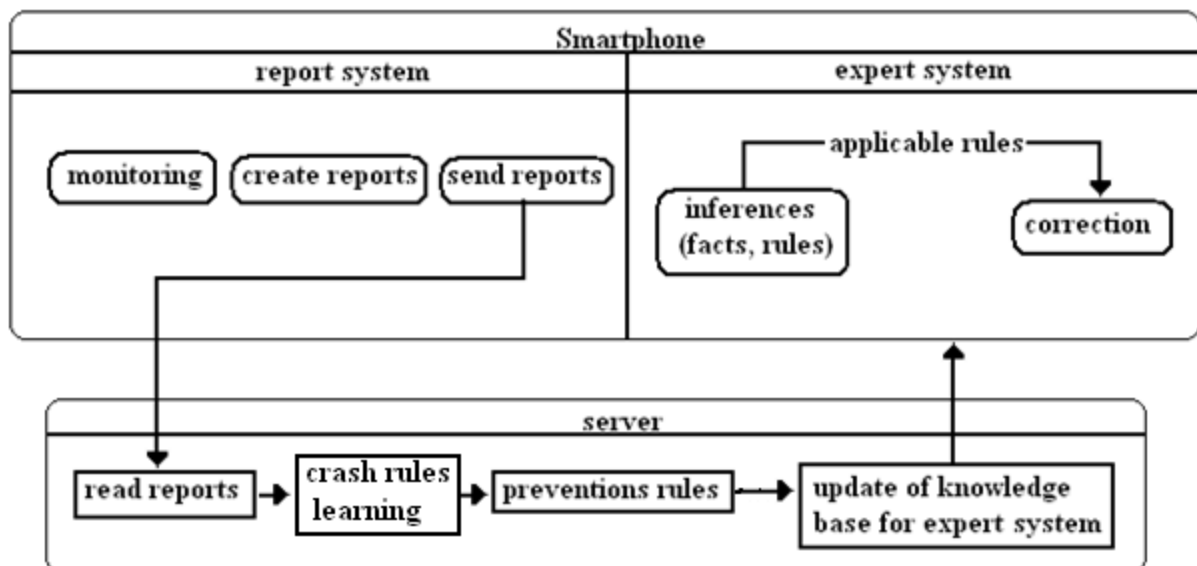 Smartphone
report system
expert system
applicable rules
monitoring
create reports
send reports
inferences
(facts, rules)
correction
server
read reports
crash rules
learning
preventions rules
update of knowledge
base for expert system